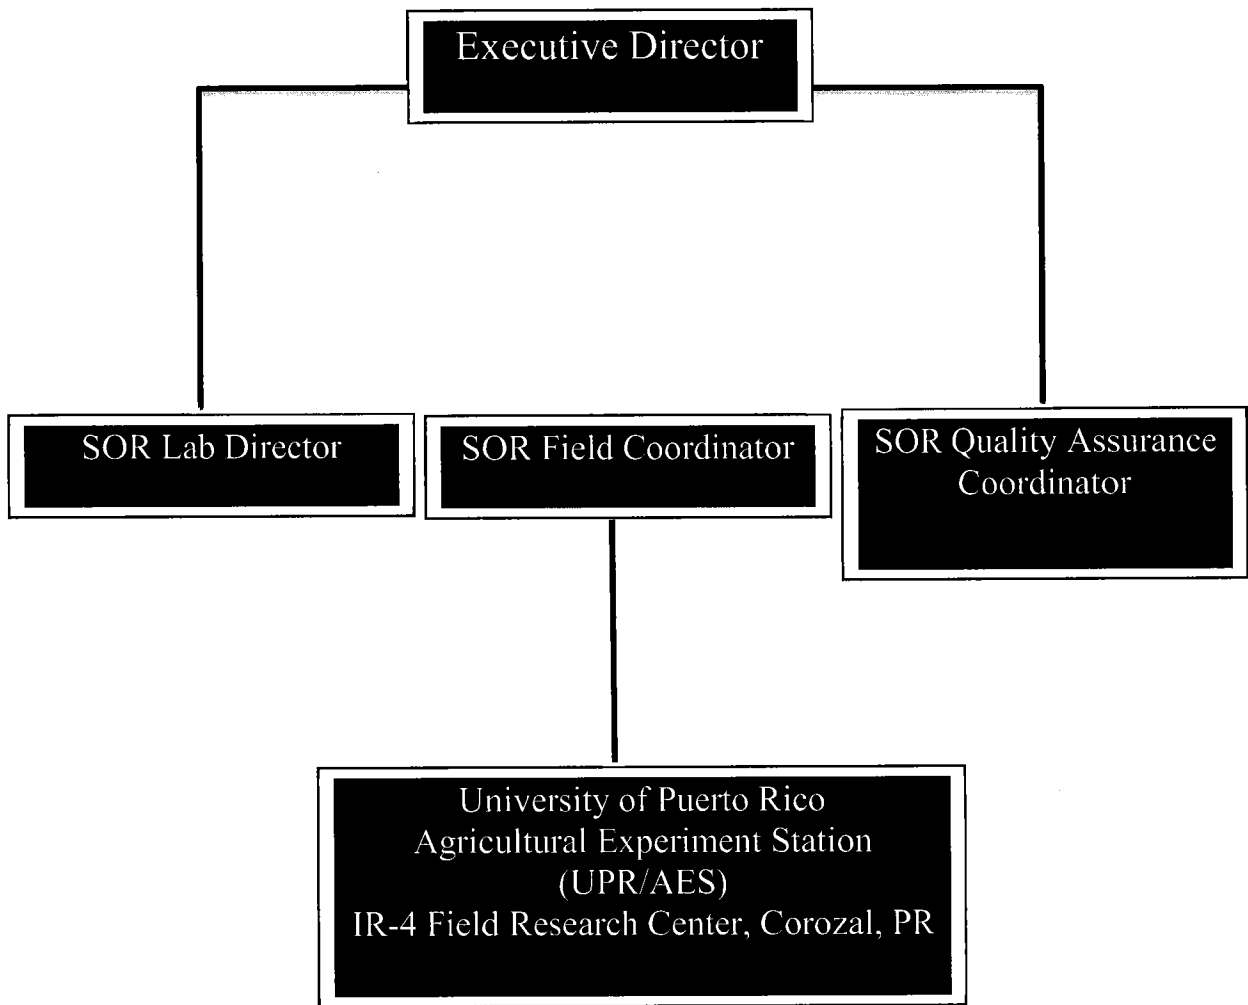 Executive Director
SOR Lab Director
SOR Field Coordinator
SOR Quality Assurance
Coordinator
University of Puerto Rico
Agricultural Experiment Station
(UPR/AES)
IR-4 Field Research Center, Corozal, PR